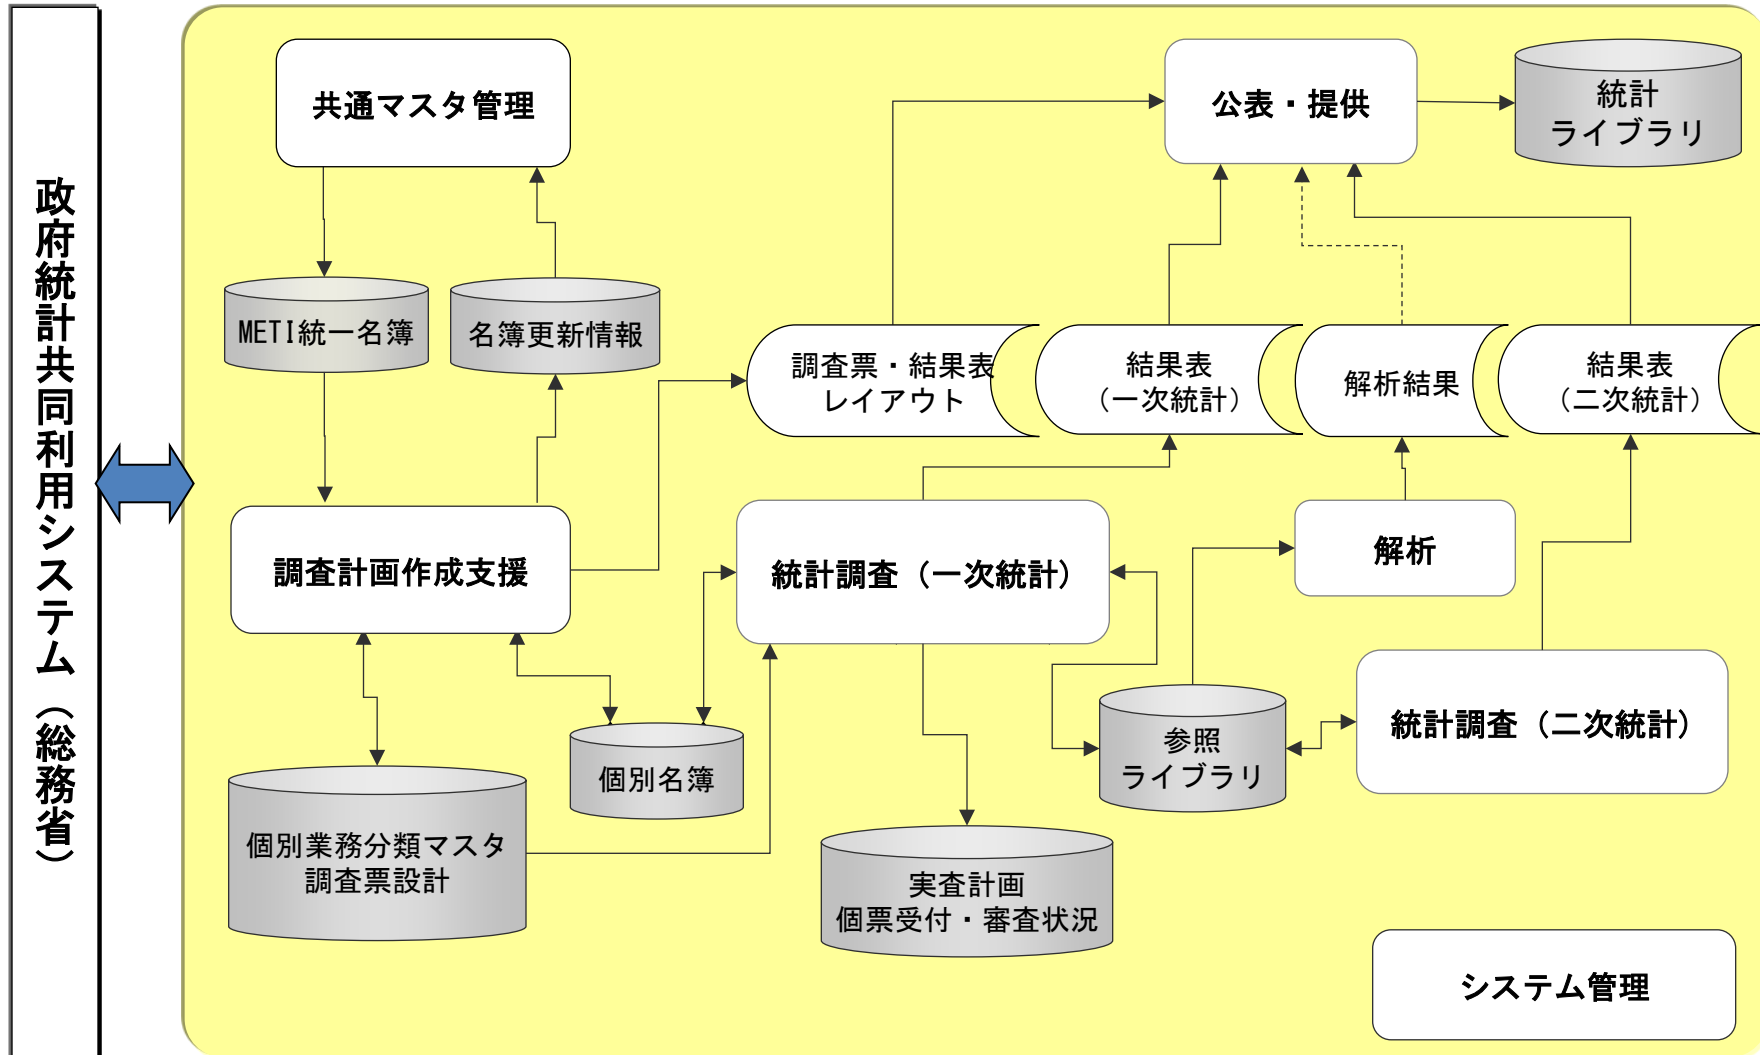 政府統計共同利用システム（総務省）
共通マスタ管理
公表・提供
統計
ライブラリ
METI統一名簿
名簿更新情報
調査票・結果表
レイアウト
結果表
（一次統計）
解析結果
結果表
（二次統計）
調査計画作成支援
統計調査（一次統計）
解析
個別名簿
参照
ライブラリ
統計調査（二次統計）
個別業務分類マスタ
調査票設計
実査計画
個票受付・審査状況
システム管理